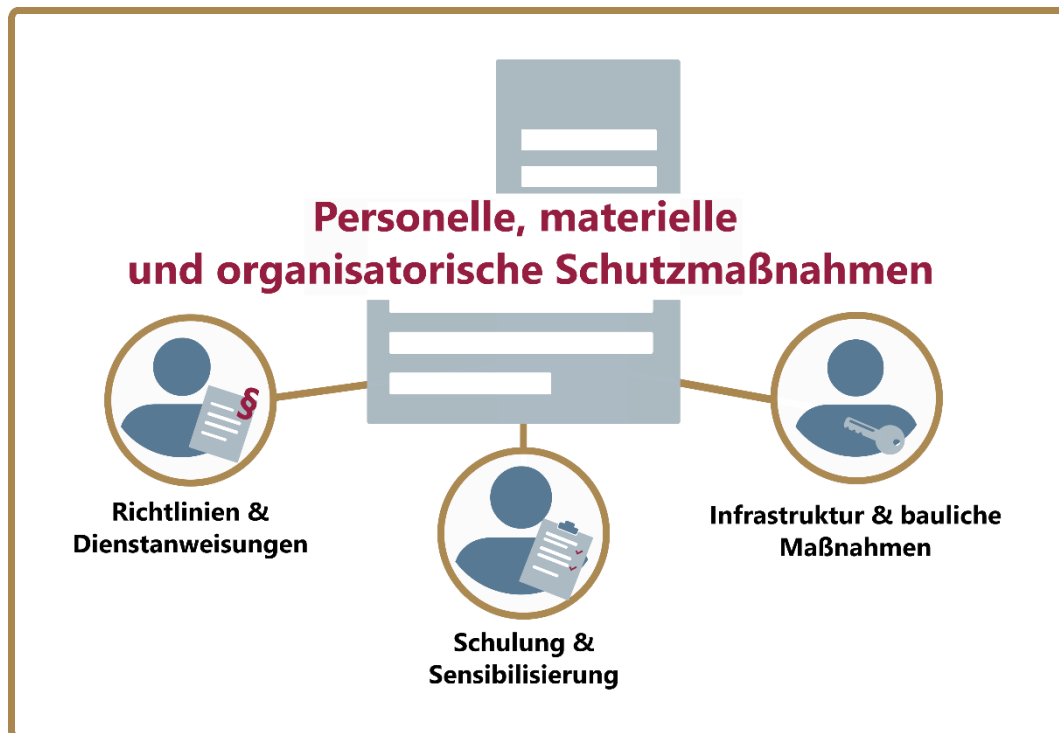 Personelle, materielle
und organisatorische Schutzmaßnahmen
§
Richtlinien &
Dienstanweisungen
Schulung &
Sensibilisierung
Infrastruktur & bauliche
Maßnahmen